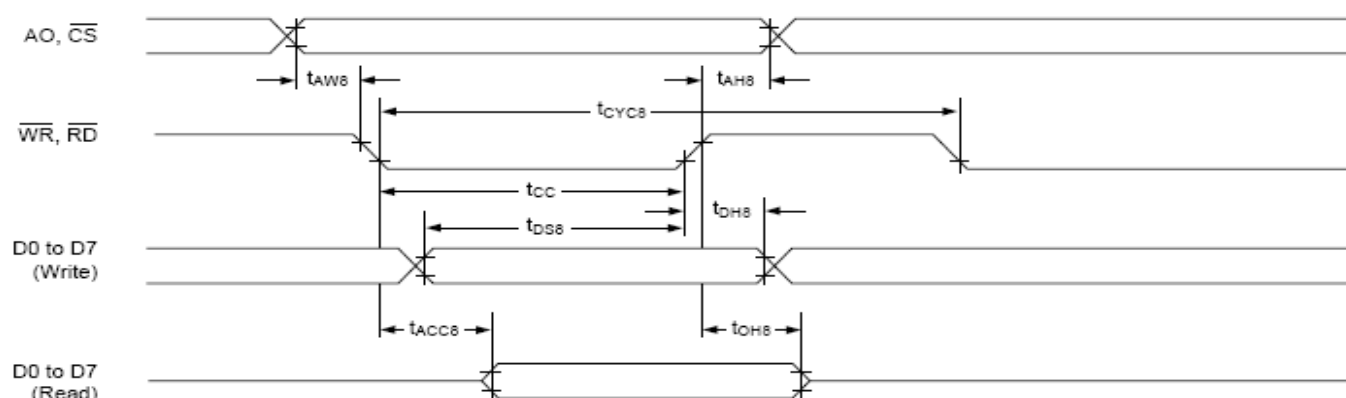 AO, CS
tAW8
tAH8
tCYC8
WR, RD
tCC
tDH8
tDS8
D0 to D7
(Write)
tACC8
tOH8
D0 to D7
(Read)